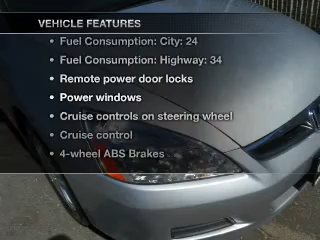 VEHICLE FEATURES
• Fuel Consumption: City: 24
• Fuel Consumption: Highway: 34
• Remote power door locks
• Power windows
• Cruise controls on steering wheel
• Cruise control
• 4-wheel ABS Brakes